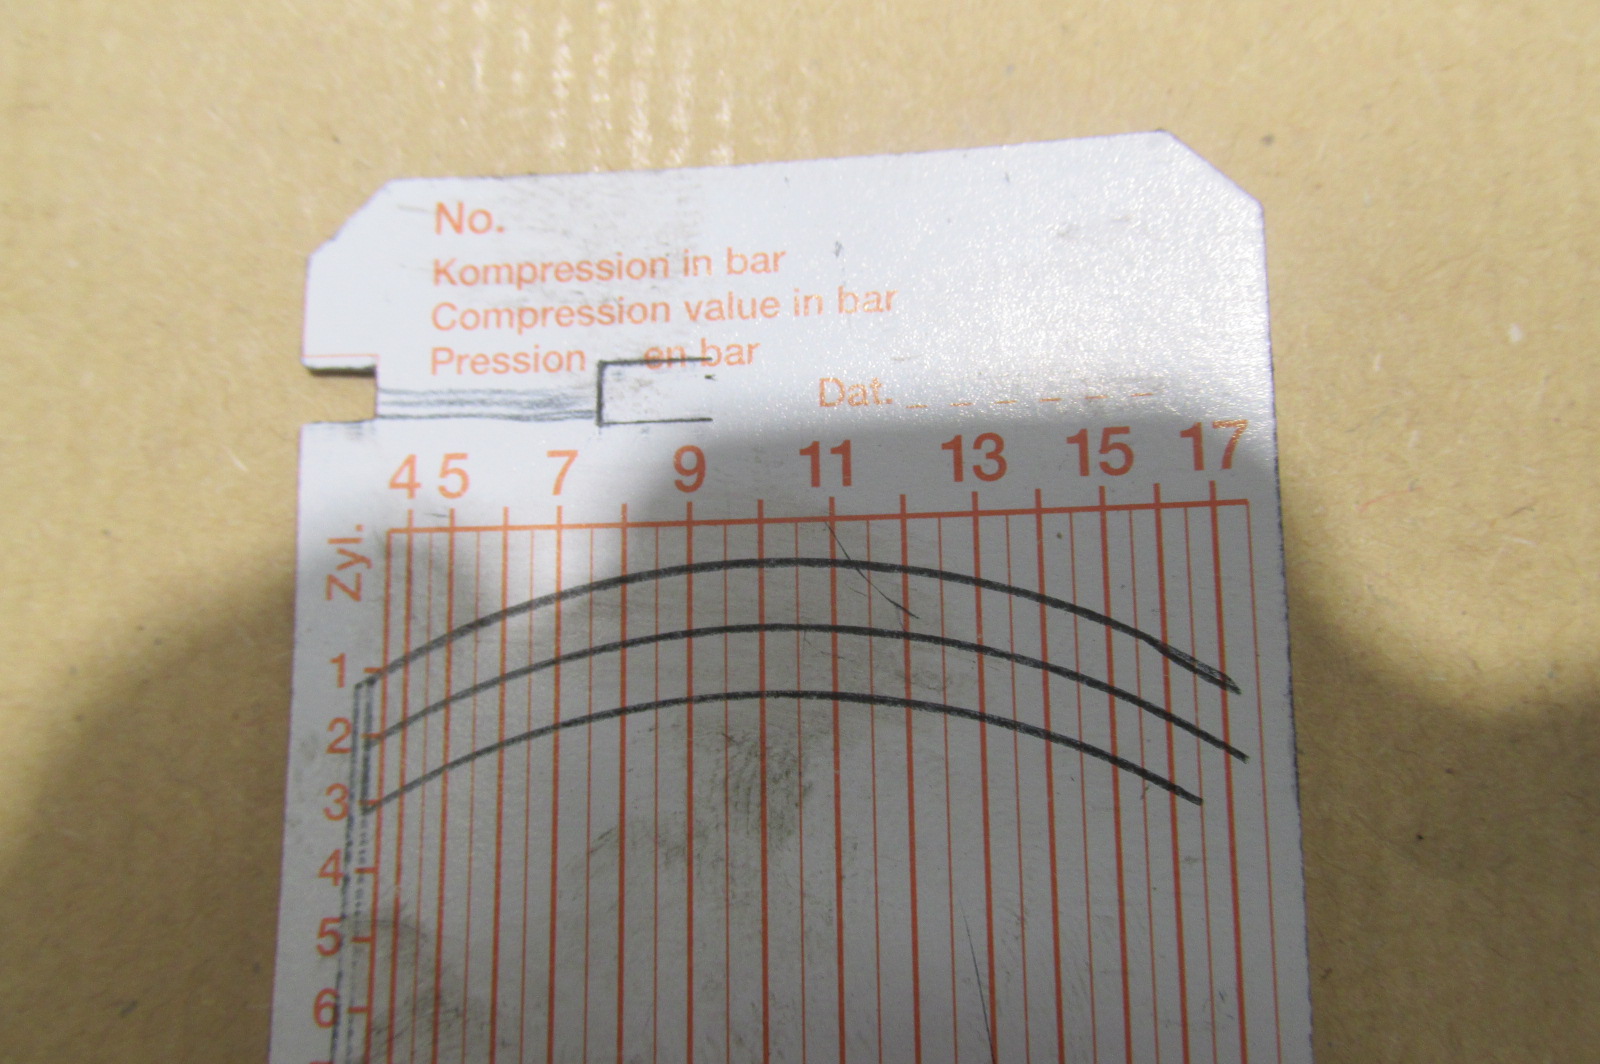 No.
Kompression in bar
Compression value in bar
Pression en bar
Dat. _ _ _ _ _ _
4 5 7 9 11 13 15 17
Zyl.
1
2
3
4
5
6